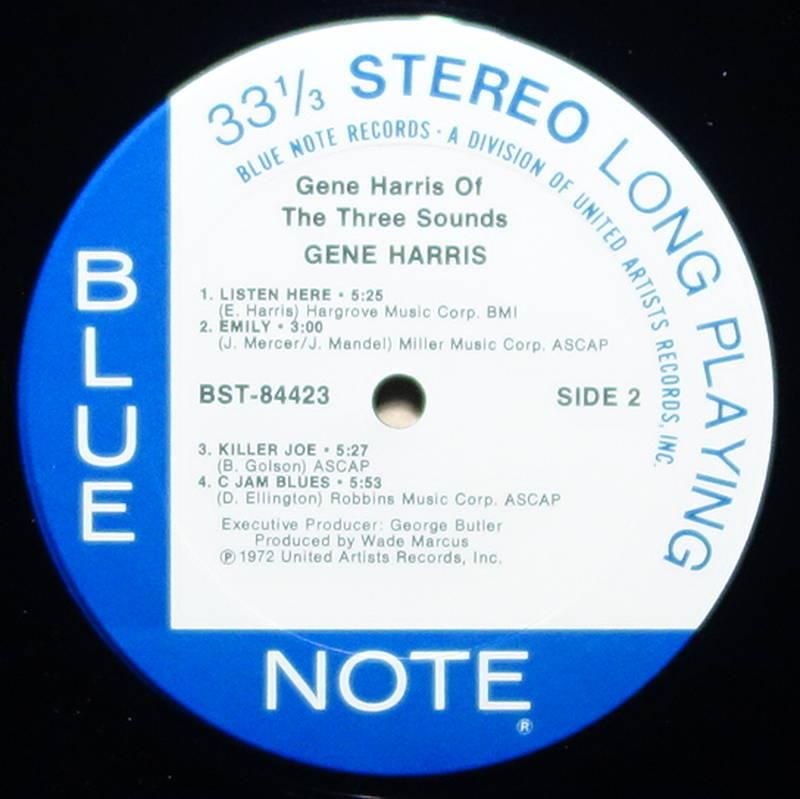 33 1/3 STEREO LONG PLAYING
BLUE NOTE RECORDS · A DIVISION OF UNITED ARTISTS RECORDS, INC.
Gene Harris Of
The Three Sounds
GENE HARRIS
1. LISTEN HERE • 5:25
(E. Harris) Hargrove Music Corp. BMI
2. EMILY • 3:00
(J. Mercer/J. Mandel) Miller Music Corp. ASCAP
BST-84423 SIDE 2
3. KILLER JOE • 5:27
(B. Golson) ASCAP
4. C JAM BLUES • 5:53
(D. Ellington) Robbins Music Corp. ASCAP
Executive Producer: George Butler
Produced by Wade Marcus
℗ 1972 United Artists Records, Inc.
BLUE
NOTE
®